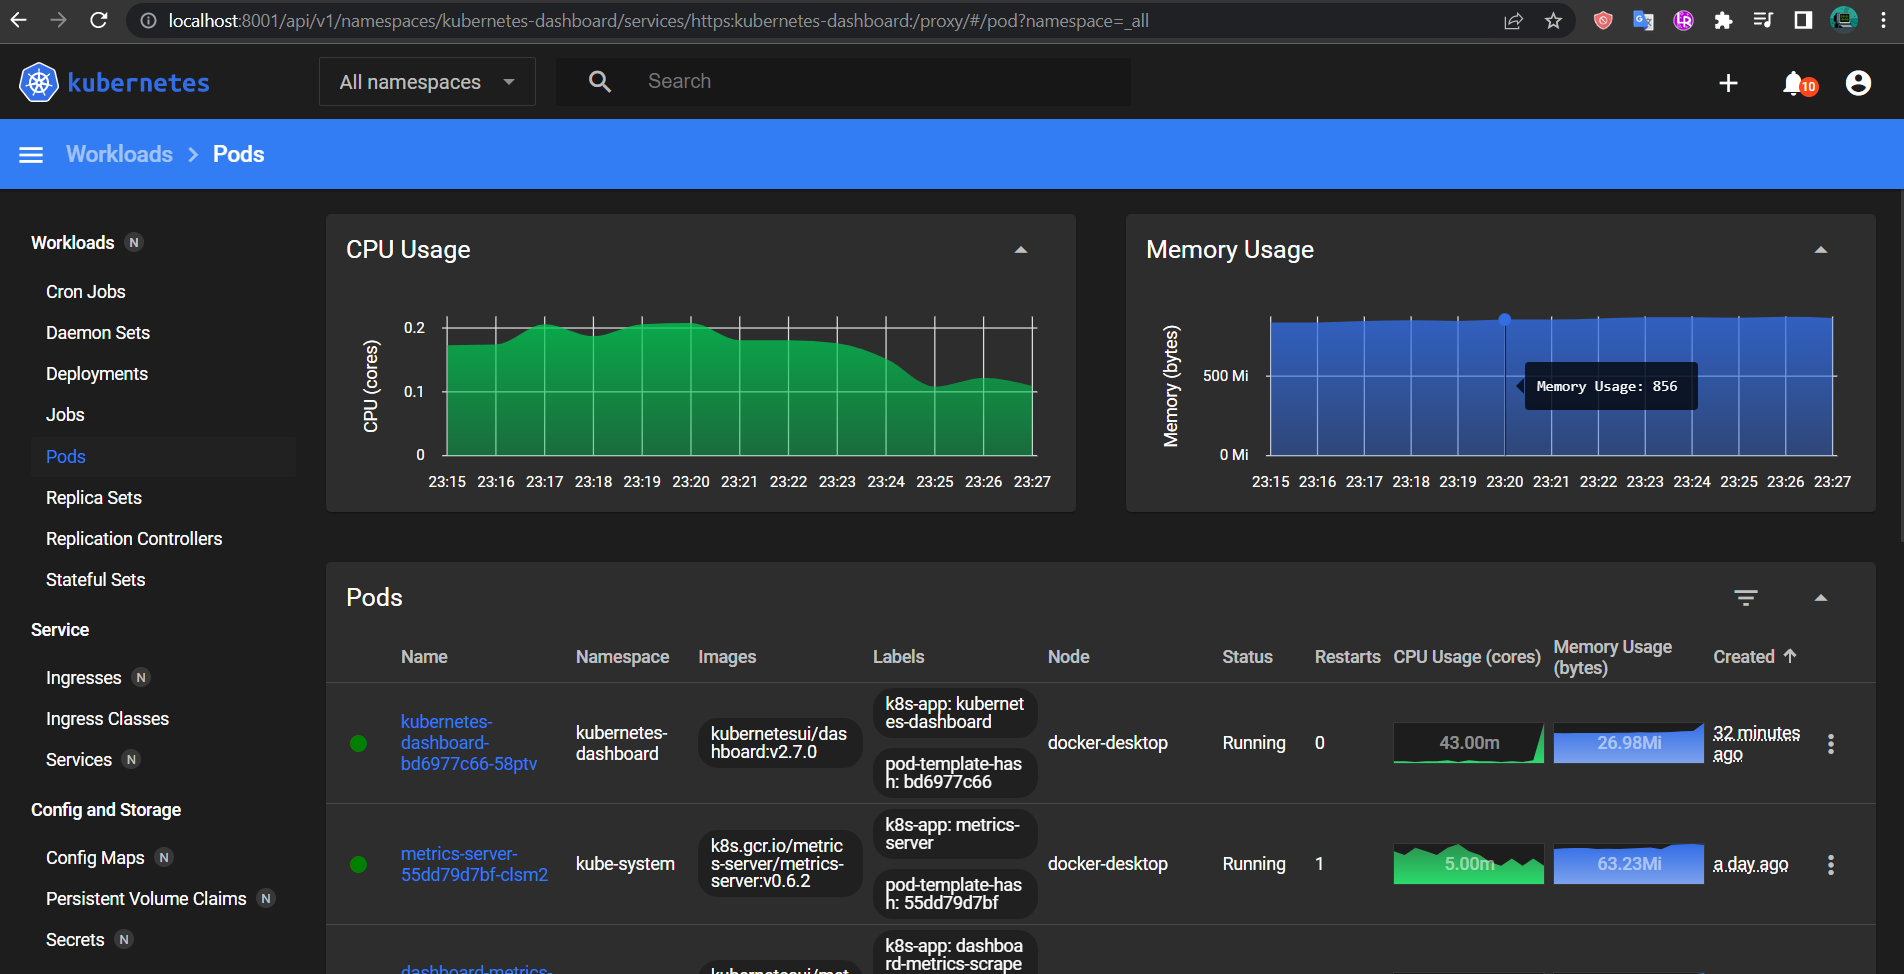 localhost:8001/api/v1/namespaces/kubernetes-dashboard/services/https:kubernetes-dashboard:/proxy/#/pod?namespace=_all
kubernetes
All namespaces
Search
10
Workloads > Pods
Workloads N
Cron Jobs
Daemon Sets
Deployments
Jobs
Pods
Replica Sets
Replication Controllers
Stateful Sets
Service
Ingresses N
Ingress Classes
Services N
Config and Storage
Config Maps N
Persistent Volume Claims N
Secrets N
CPU Usage
CPU (cores)
0.2
0.1
0
23:15 23:16 23:17 23:18 23:19 23:20 23:21 23:22 23:23 23:24 23:25 23:26 23:27
Memory Usage
Memory (bytes)
500 Mi
0 Mi
Memory Usage: 856
23:15 23:16 23:17 23:18 23:19 23:20 23:21 23:22 23:23 23:24 23:25 23:26 23:27
Pods
Name Namespace Images Labels Node Status Restarts CPU Usage (cores) Memory Usage
(bytes) Created
kubernetes-
dashboard-
bd6977c66-58ptv
kubernetes-
dashboard
kubernetesui/das
hboard:v2.7.0
k8s-app: kubernet
es-dashboard
pod-template-has
h: bd6977c66
docker-desktop
Running
0
43.00m
26.98Mi
32 minutes
ago
metrics-server-
55dd79d7bf-clsm2
kube-system
k8s.gcr.io/metric
s-server/metrics-
server:v0.6.2
k8s-app: metrics-
server
pod-template-has
h: 55dd79d7bf
docker-desktop
Running
1
5.00m
63.23Mi
a day ago
dashboard-metrics-
kubernetesui/met
k8s-app: dashboa
rd-metrics-scrape